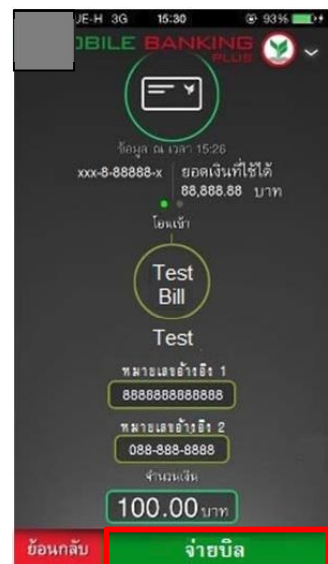 UE-H 3G 15:30 93%
OBILE BANKING
PLUS
ข้อมูล ณ เวลา 15:26
xxx-8-88888-x ยอดเงินที่ใช้ได้
88,888.88 บาท
โอนเข้า
Test
Bill
Test
หมายเลขอ้างอิง 1
8888888888888
หมายเลขอ้างอิง 2
088-888-8888
จำนวนเงิน
100.00 บาท
ย้อนกลับ จ่ายบิล